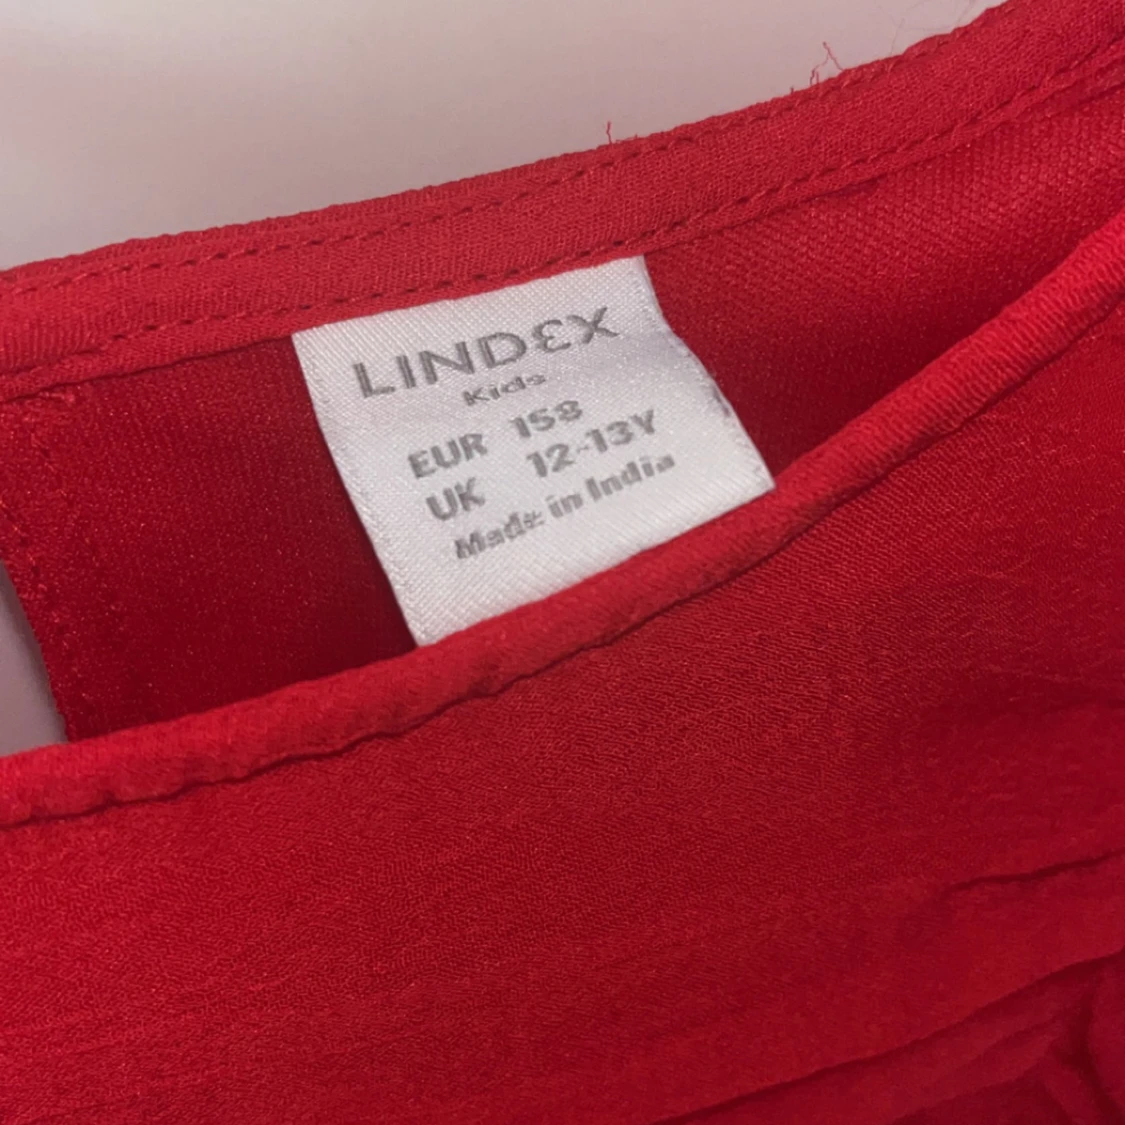 LINDEX
Kids
EUR 158
UK 12-13Y
Made in India